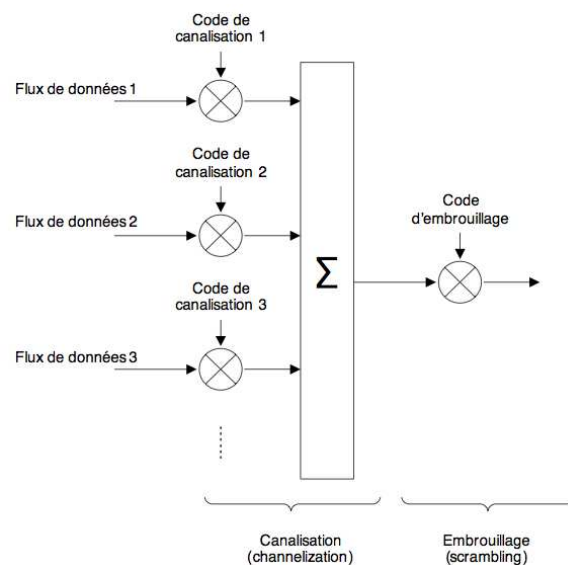 Code de
canalisation 1
Flux de données 1
Code de
canalisation 2
Flux de données 2
Code
d'embrouillage
Σ
Code de
canalisation 3
Flux de données 3
Canalisation
(channelization)
Embrouillage
(scrambling)